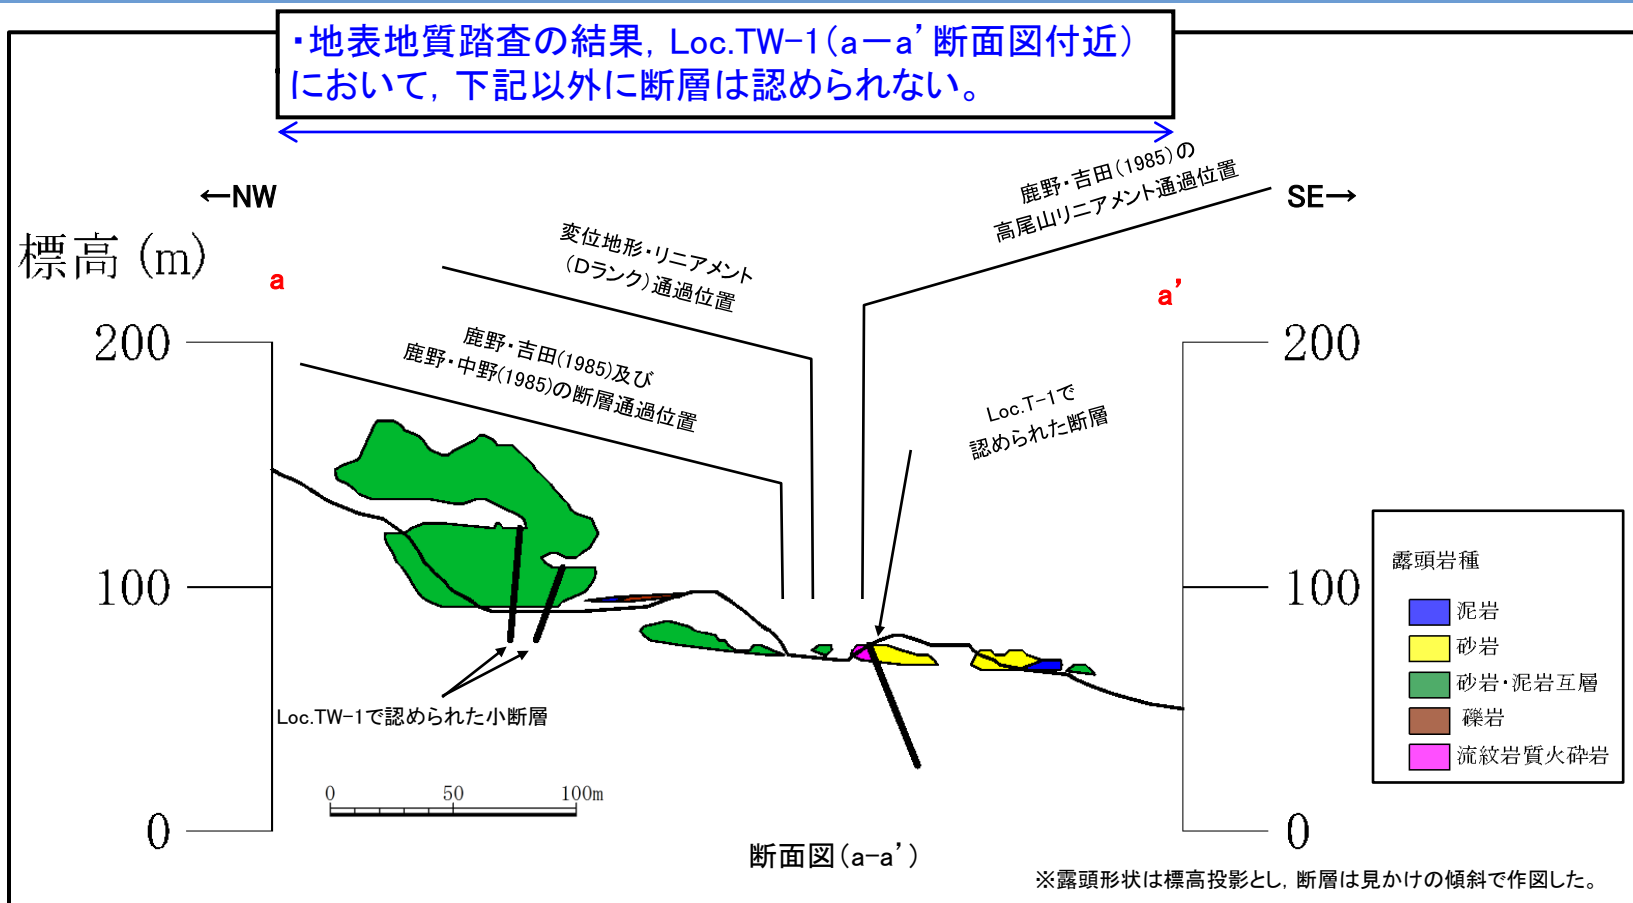 ・地表地質踏査の結果，Loc.TW-1（a－a’断面図付近）
において，下記以外に断層は認められない。
←NW
SE→
標高 (m)
a
a’
鹿野・吉田（1985）の
高尾山リニアメント通過位置
変位地形・リニアメント
（Dランク）通過位置
鹿野・吉田(1985)及び
鹿野・中野(1985)の断層通過位置
Loc.T-1で
認められた断層
200
100
0
200
100
0
Loc.TW-1で認められた小断層
0 50 100m
断面図（a-a’）
露頭岩種
泥岩
砂岩
砂岩・泥岩互層
礫岩
流紋岩質火砕岩
※露頭形状は標高投影とし，断層は見かけの傾斜で作図した。